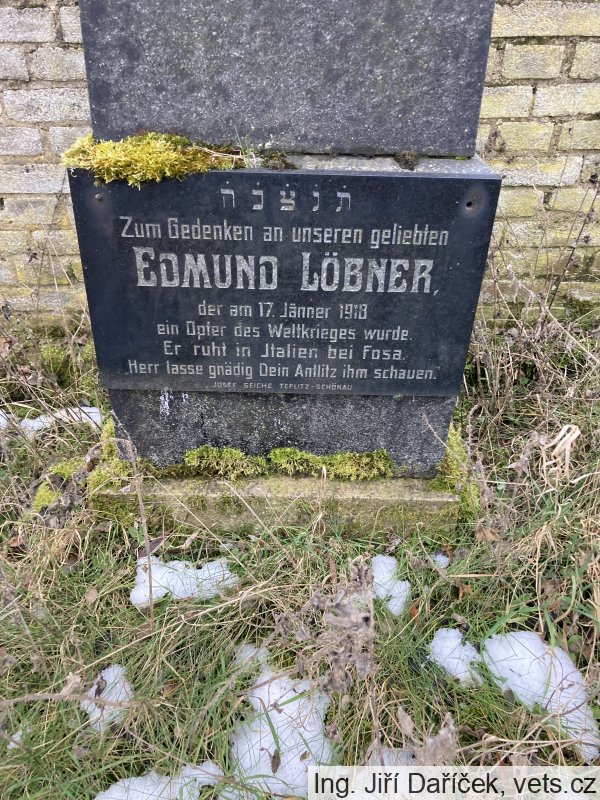 ת נ צ ב ה
Zum Gedenken an unseren geliebten
EDMUND LÖBNER,
der am 17. Jänner 1918
ein Opfer des Weltkrieges wurde.
Er ruht in Jtalien bei Fosa.
"Herr lasse gnädig Dein Antlitz ihm schauen."
JOSEF SEICHE TEPLITZ-SCHÖNAU
Ing. Jiří Daříček, vets.cz